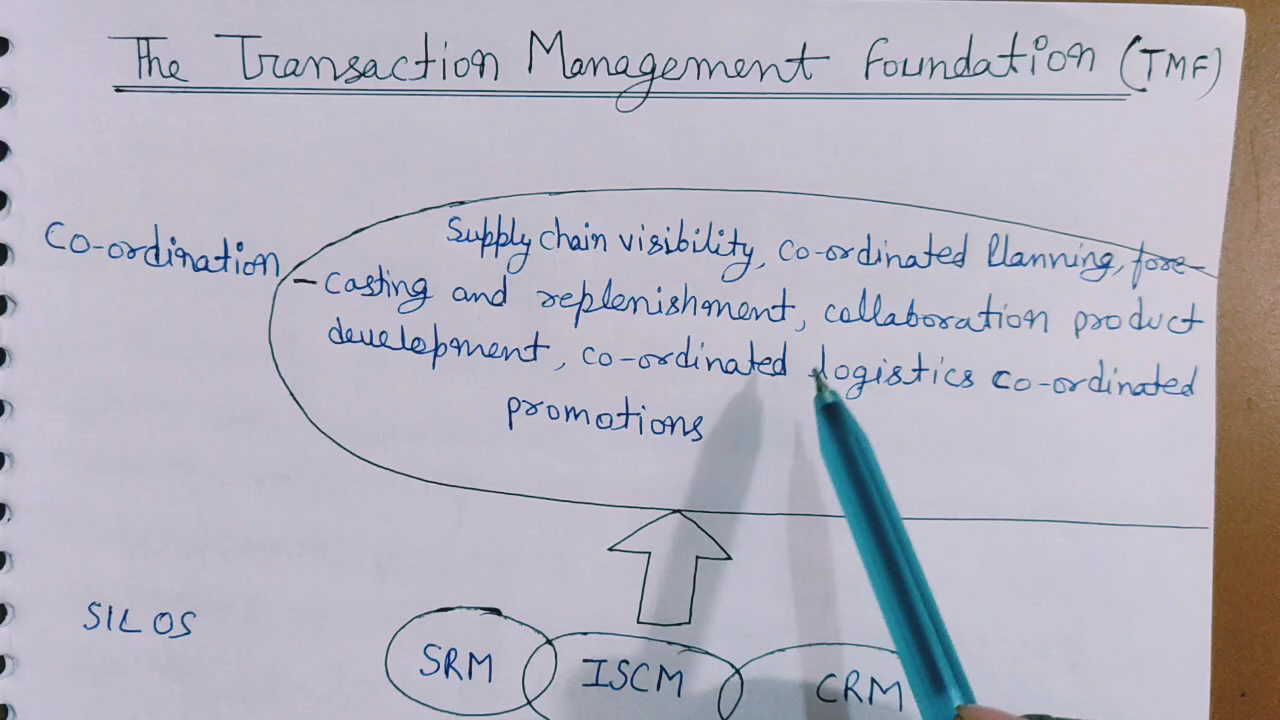 The Transaction Management Foundation (TMF)
Co-ordination
Supply chain visibility, co-ordinated Planning, fore-
-casting and replenishment, collaboration product
development, co-ordinated logistics co-ordinated
promotions
SILOS
SRM
ISCM
CRM